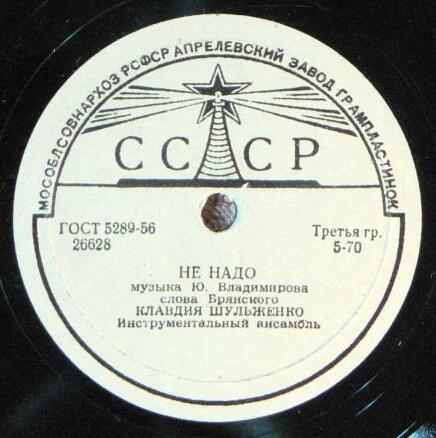 МОСОБЛСОВНАРХОЗ РСФСР АПРЕЛЕВСКИЙ ЗАВОД ГРАМПЛАСТИНОК
СССР
ГОСТ 5289-56
26628
Третья гр.
5-70
НЕ НАДО
музыка Ю. Владимирова
слова Брянского
КЛАВДИЯ ШУЛЬЖЕНКО
Инструментальный ансамбль